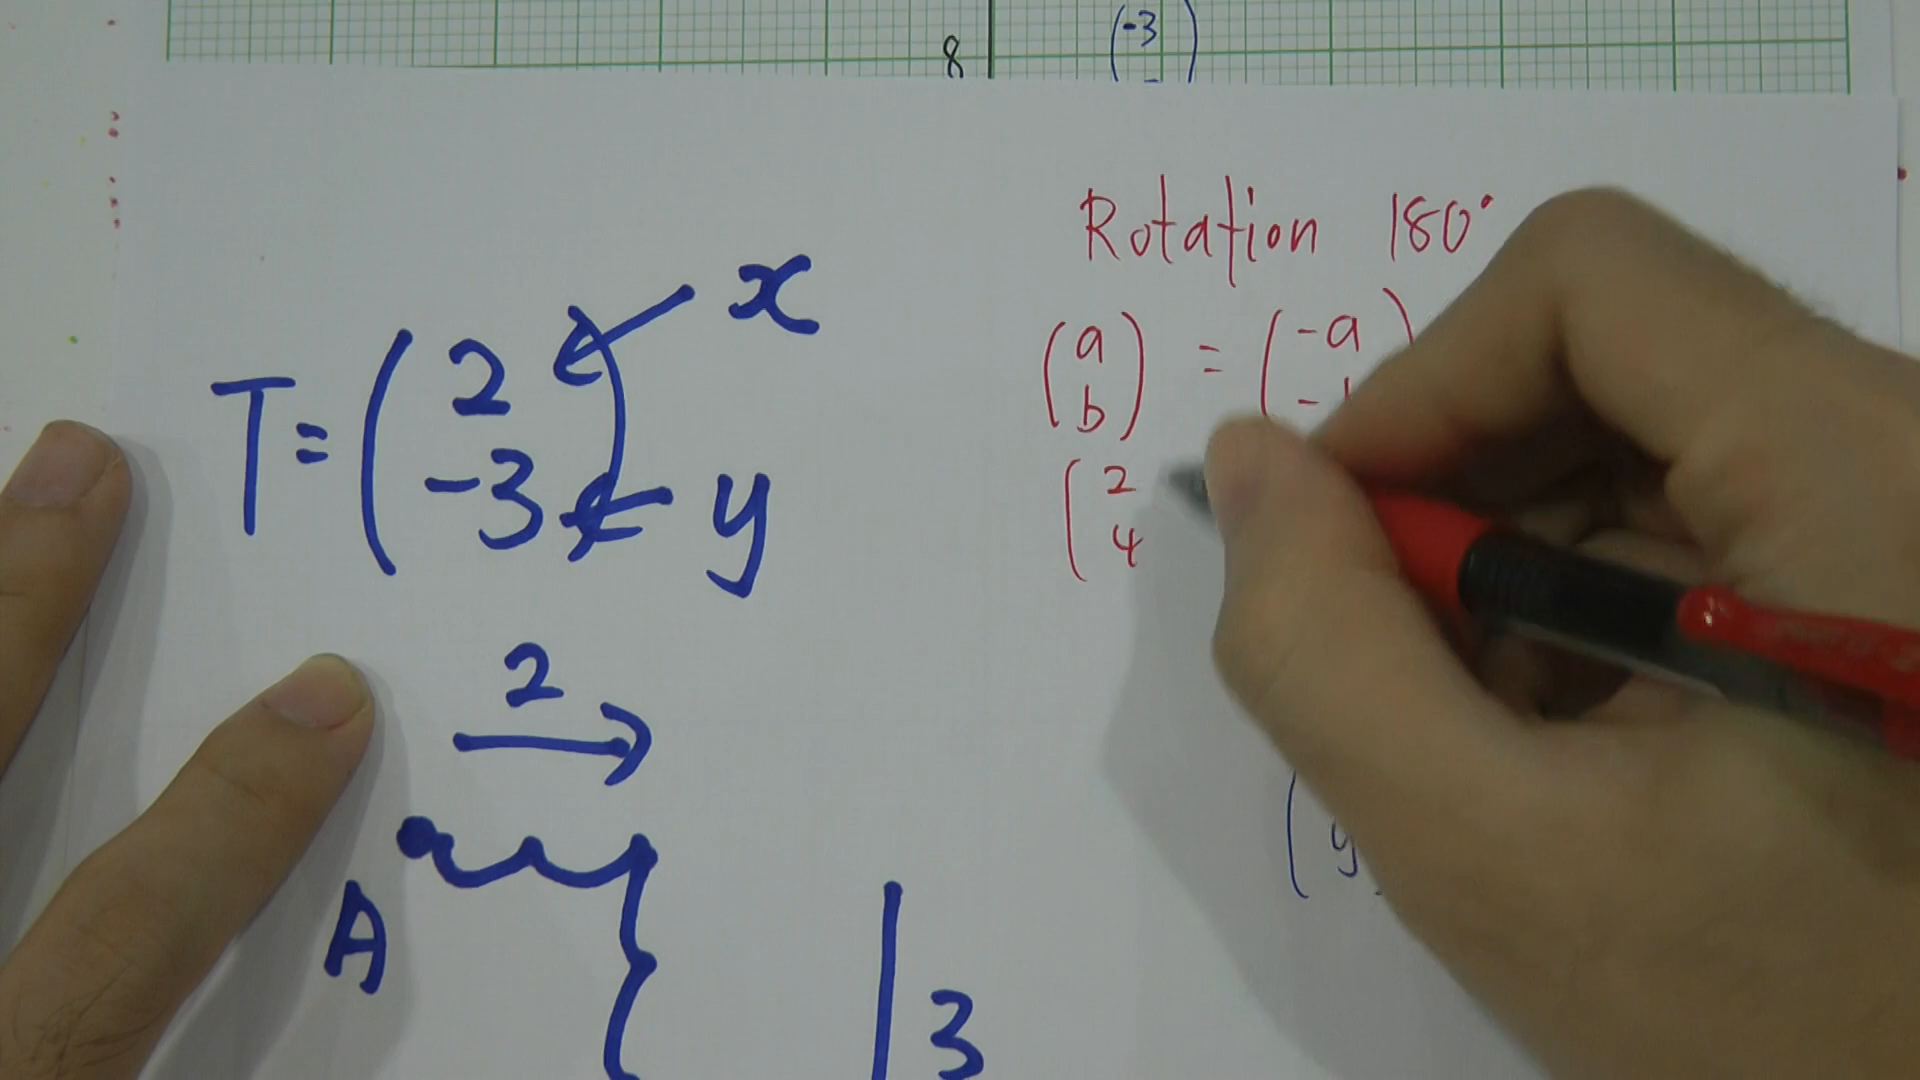 8
(-3
Rotation 180°
x
T = ( 2
-3 )
y
(a
b) = (-a
-
(2
4
2
y
A
3